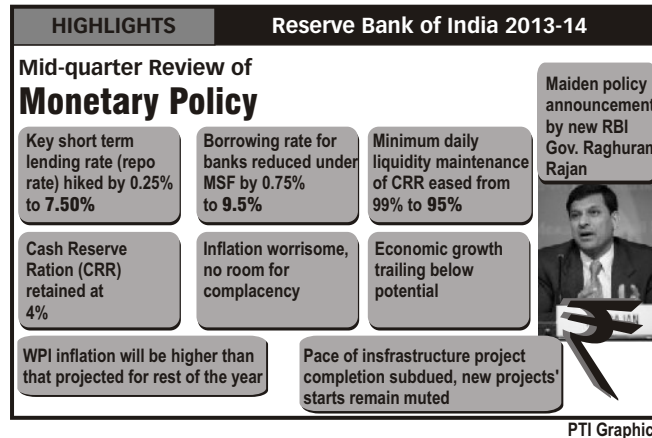 HIGHLIGHTS
Reserve Bank of India 2013-14
Mid-quarter Review of
Monetary Policy
Maiden policy
announcement
by new RBI
Gov. Raghuran
Rajan
Key short term
lending rate (repo
rate) hiked by 0.25%
to 7.50%
Borrowing rate for
banks reduced under
MSF by 0.75%
to 9.5%
Minimum daily
liquidity maintenance
of CRR eased from
99% to 95%
Cash Reserve
Ration (CRR)
retained at
4%
Inflation worrisome,
no room for
complacency
Economic growth
trailing below
potential
WPI inflation will be higher than
that projected for rest of the year
Pace of insfrastructure project
completion subdued, new projects'
starts remain muted
PTI Graphic